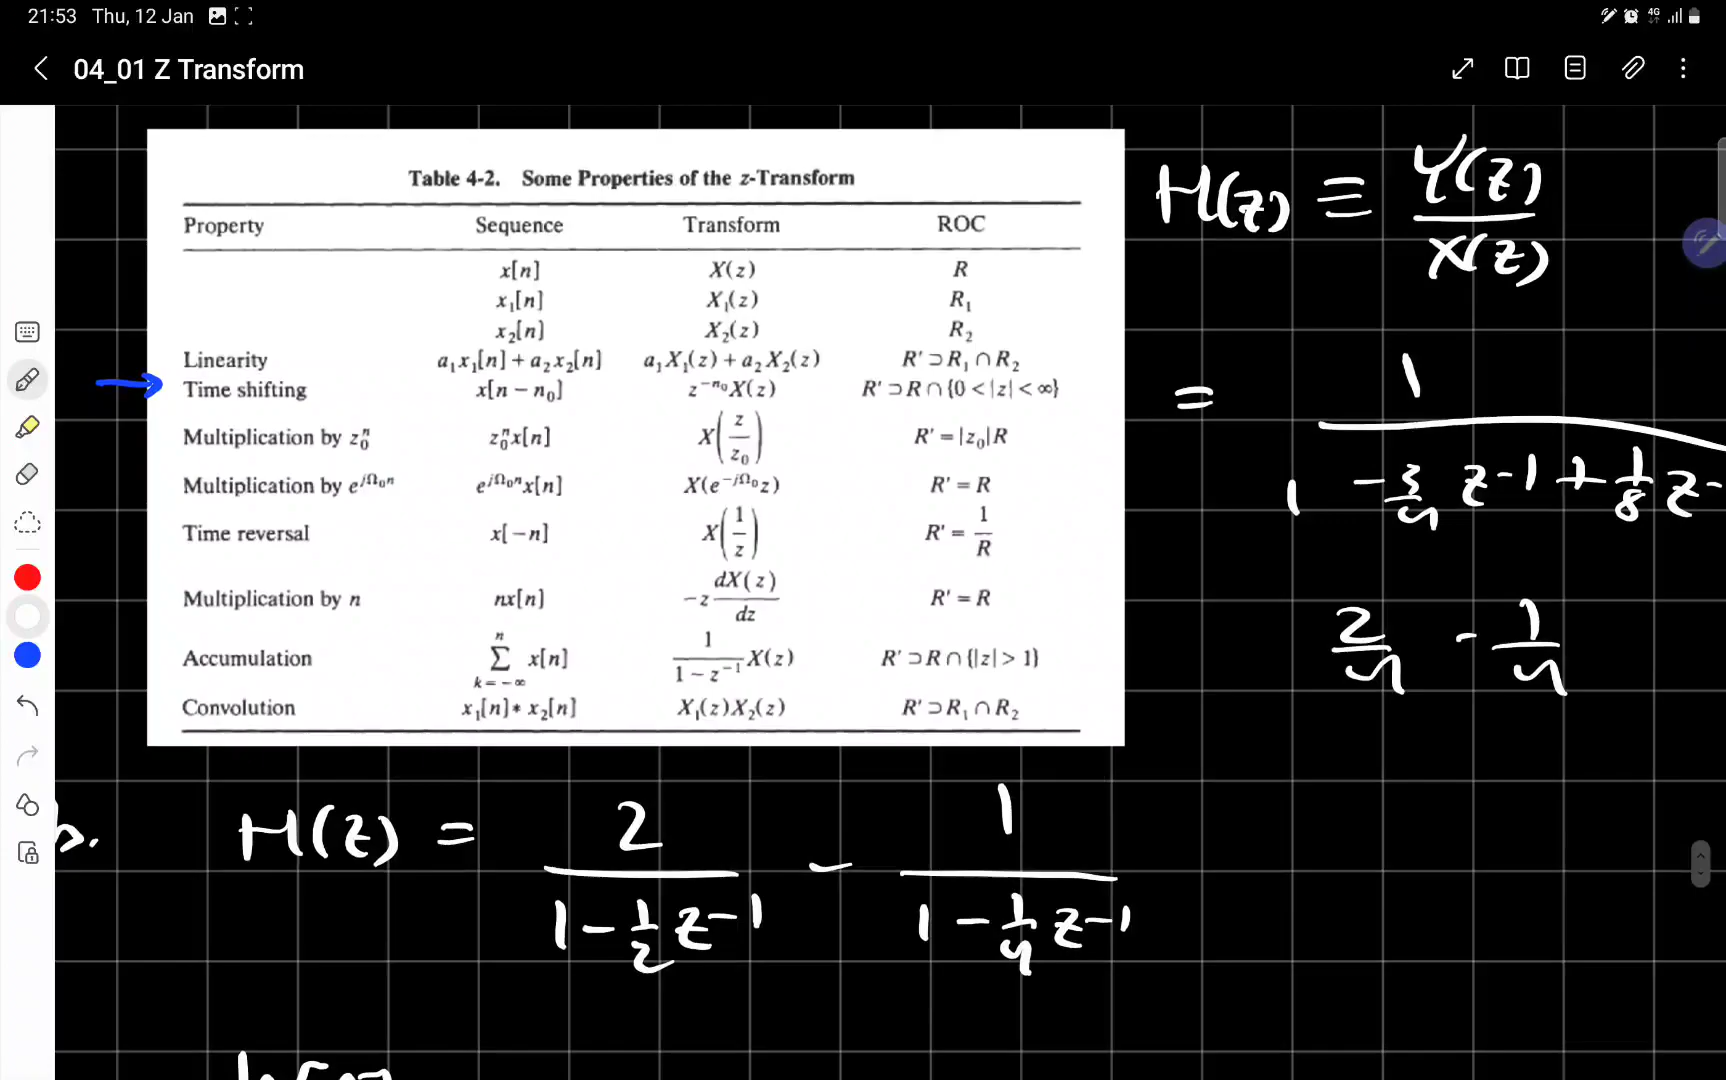 21:53 Thu, 12 Jan
4G
04_01 Z Transform
Table 4-2. Some Properties of the z-Transform
Property Sequence Transform ROC
x[n] X(z) R
x₁[n] X₁(z) R₁
x₂[n] X₂(z) R₂
Linearity a₁x₁[n] + a₂x₂[n] a₁X₁(z) + a₂X₂(z) R' ⊃ R₁ ∩ R₂
Time shifting x[n − n₀] z^{−n₀}X(z) R' ⊃ R ∩ {0 < |z| < ∞}
Multiplication by z₀ⁿ z₀ⁿx[n] X(z/z₀) R' = |z₀|R
Multiplication by e^{jΩ₀n} e^{jΩ₀n}x[n] X(e^{−jΩ₀}z) R' = R
Time reversal x[−n] X(1/z) R' = 1/R
Multiplication by n nx[n] −z dX(z)/dz R' = R
Accumulation Σ_{k=−∞}^{n} x[n] 1/(1 − z⁻¹) X(z) R' ⊃ R ∩ {|z| > 1}
Convolution x₁[n] * x₂[n] X₁(z)X₂(z) R' ⊃ R₁ ∩ R₂
H(z) ≡ Y(z)/X(z)
= 1/(1 − 3/4 z−1 + 1/8 z−
2/4 - 1/4
b. H(z) = 2/(1 − 1/2 z−1) − 1/(1 − 1/4 z−1)